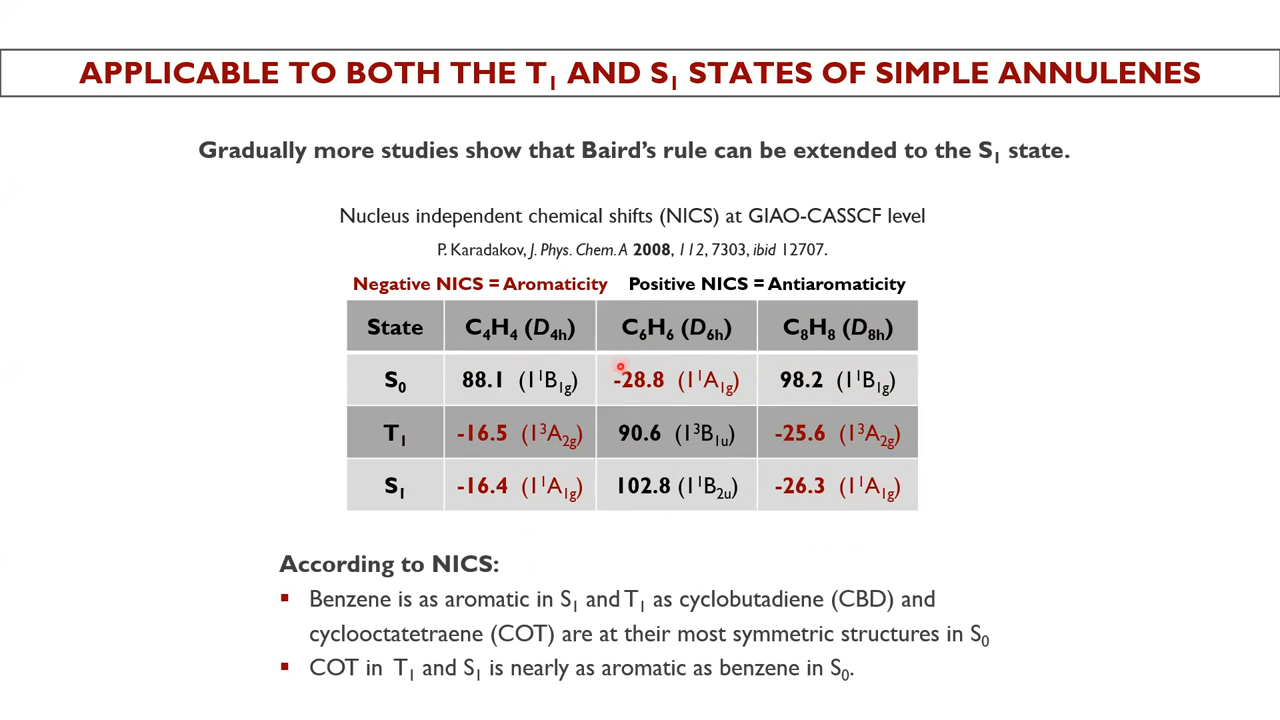 APPLICABLE TO BOTH THE T₁ AND S₁ STATES OF SIMPLE ANNULENES
Gradually more studies show that Baird's rule can be extended to the S₁ state.
Nucleus independent chemical shifts (NICS) at GIAO-CASSCF level
P. Karadakov, J. Phys. Chem. A 2008, 112, 7303, ibid 12707.
Negative NICS = Aromaticity Positive NICS = Antiaromaticity
State C₄H₄ (D₄ₕ) C₆H₆ (D₆ₕ) C₈H₈ (D₈ₕ)
S₀ 88.1 (1¹B1g) -28.8 (1¹A1g) 98.2 (1¹B1g)
T₁ -16.5 (1³A2g) 90.6 (1³B1u) -25.6 (1³A2g)
S₁ -16.4 (1¹A1g) 102.8 (1¹B2u) -26.3 (1¹A1g)
According to NICS:
▪ Benzene is as aromatic in S₁ and T₁ as cyclobutadiene (CBD) and
cyclooctatetraene (COT) are at their most symmetric structures in S₀
▪ COT in T₁ and S₁ is nearly as aromatic as benzene in S₀.